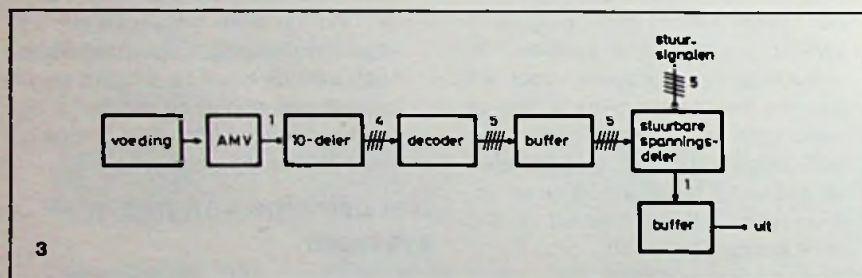 stuur-
signalen
5
1
4
5
5
voeding
AMV
10-deler
decoder
buffer
stuurbare
spannings-
deler
1
buffer
uit
3